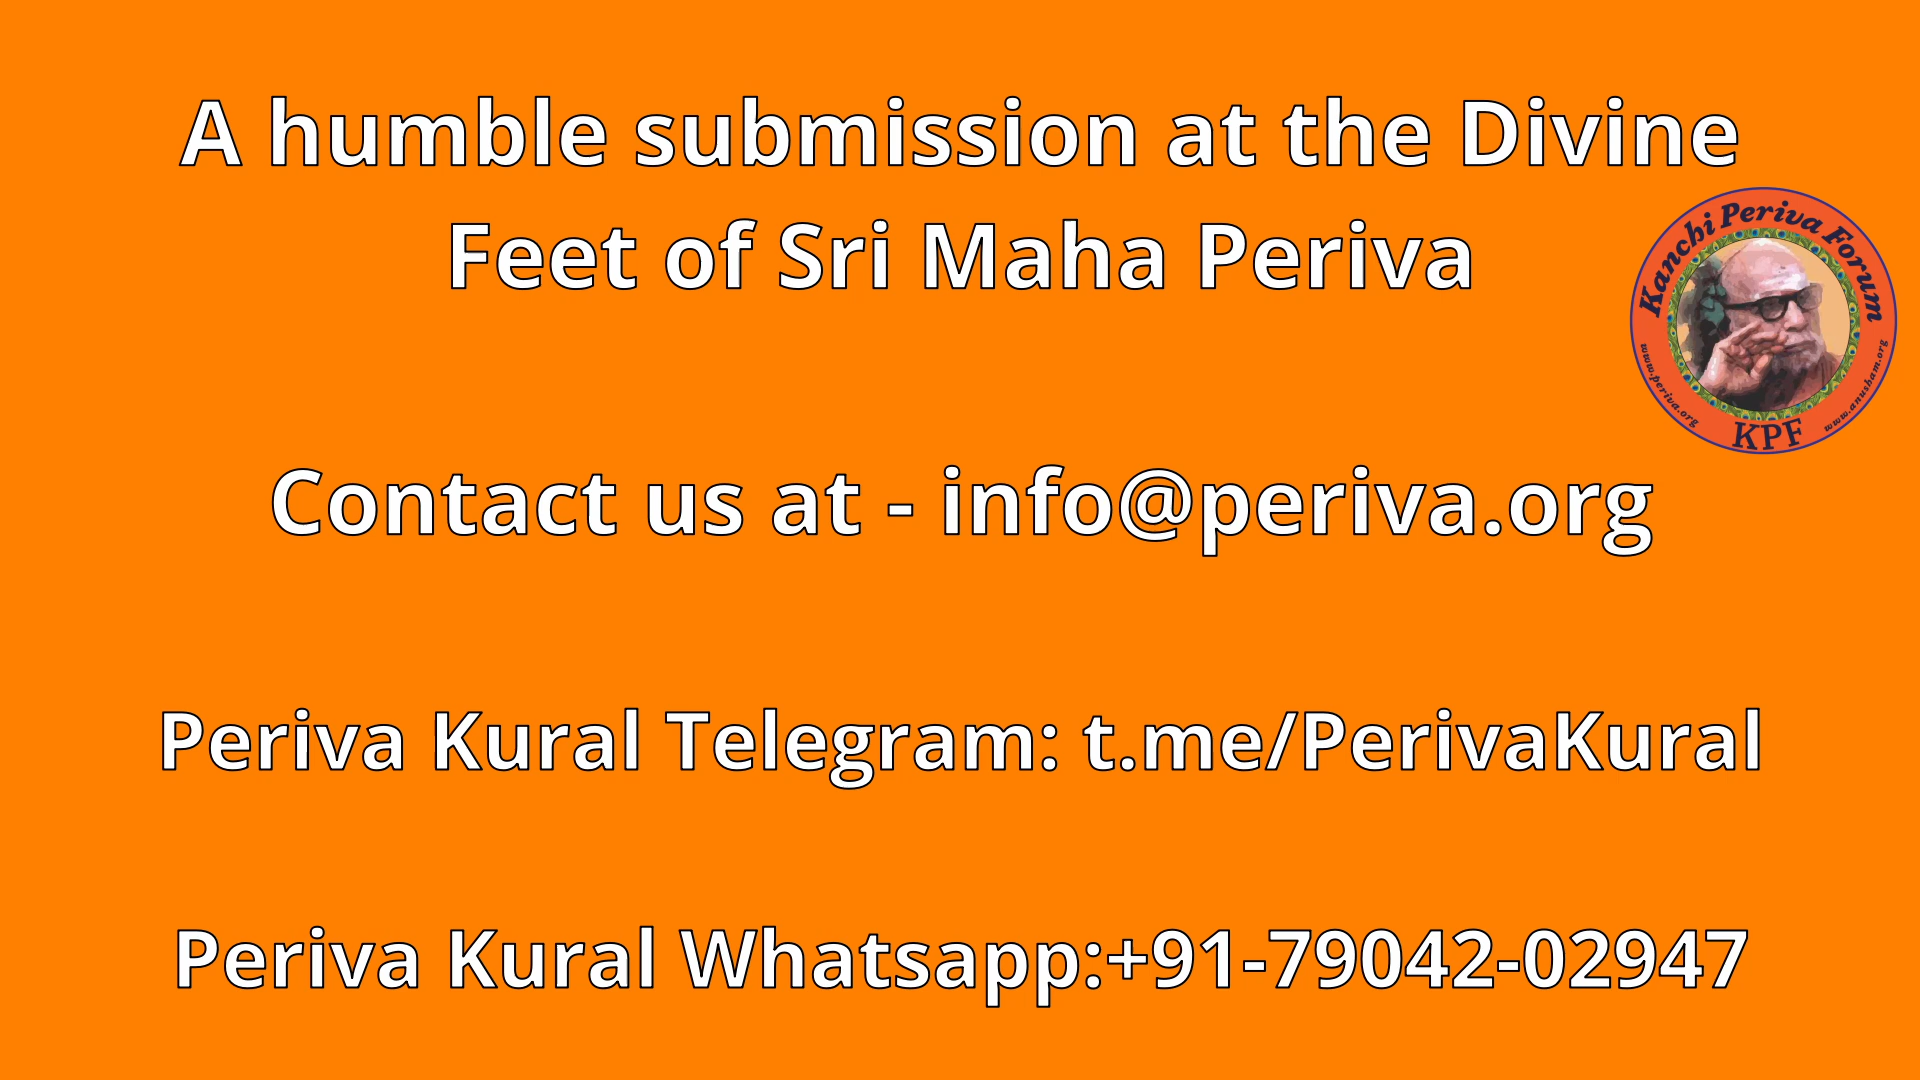 A humble submission at the Divine
Feet of Sri Maha Periva
Kanchi Periva Forum
www.periva.org
www.anusham.org
KPF
Contact us at - info@periva.org
Periva Kural Telegram: t.me/PerivaKural
Periva Kural Whatsapp:+91-79042-02947